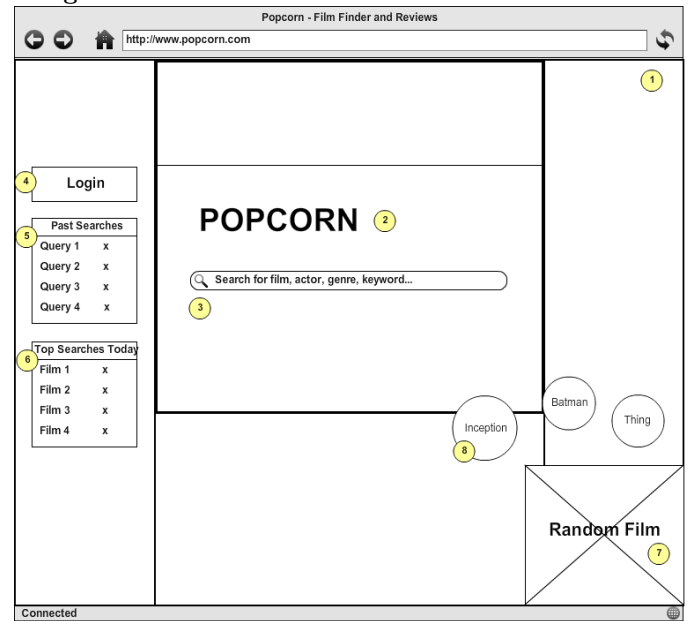 Popcorn - Film Finder and Reviews
http://www.popcorn.com
1
4
Login
POPCORN 2
5
Past Searches
Query 1 x
Query 2 x
Query 3 x
Query 4 x
Search for film, actor, genre, keyword...
3
6
Top Searches Today
Film 1 x
Film 2 x
Film 3 x
Film 4 x
Inception
8
Batman
Thing
Random Film
7
Connected